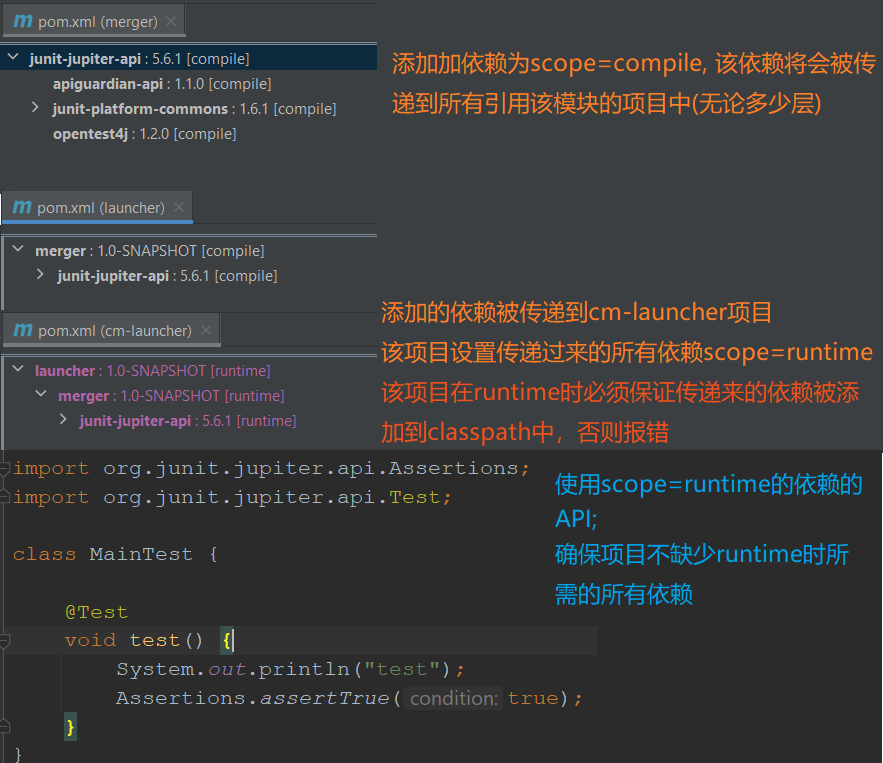 m pom.xml (merger) ×
junit-jupiter-api : 5.6.1 [compile]
apiguardian-api : 1.1.0 [compile]
junit-platform-commons : 1.6.1 [compile]
opentest4j : 1.2.0 [compile]
添加加依赖为scope=compile, 该依赖将会被传
递到所有引用该模块的项目中(无论多少层)
m pom.xml (launcher) ×
merger : 1.0-SNAPSHOT [compile]
junit-jupiter-api : 5.6.1 [compile]
m pom.xml (cm-launcher) ×
launcher : 1.0-SNAPSHOT [runtime]
merger : 1.0-SNAPSHOT [runtime]
junit-jupiter-api : 5.6.1 [runtime]
添加的依赖被传递到cm-launcher项目
该项目设置传递过来的所有依赖scope=runtime
该项目在runtime时必须保证传递来的依赖被添
加到classpath中，否则报错
import org.junit.jupiter.api.Assertions;
import org.junit.jupiter.api.Test;
class MainTest {
@Test
void test() {
System.out.println("test");
Assertions.assertTrue( condition: true);
}
}
使用scope=runtime的依赖的
API;
确保项目不缺少runtime时所
需的所有依赖